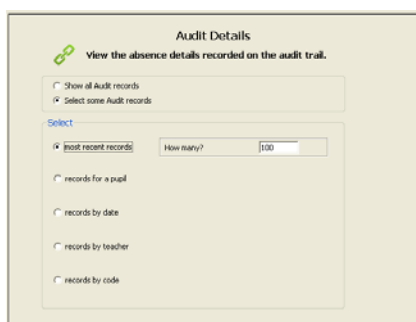 Audit Details
View the absence details recorded on the audit trail.
Show all Audit records
Select some Audit records
Select
most recent records How many? 100
records for a pupil
records by date
records by teacher
records by code